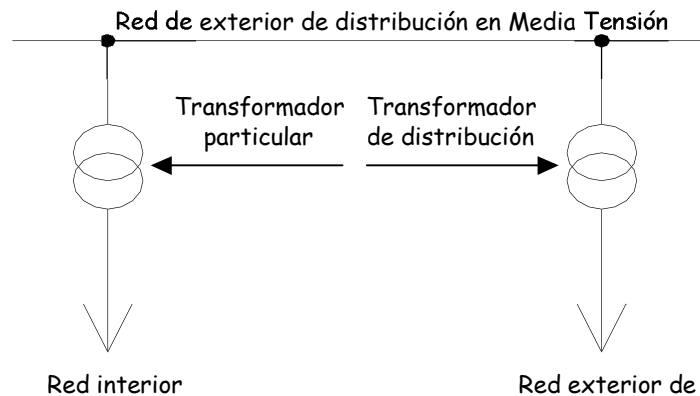 Red de exterior de distribución en Media Tensión
Transformador
particular
Transformador
de distribución
Red interior
Red exterior de